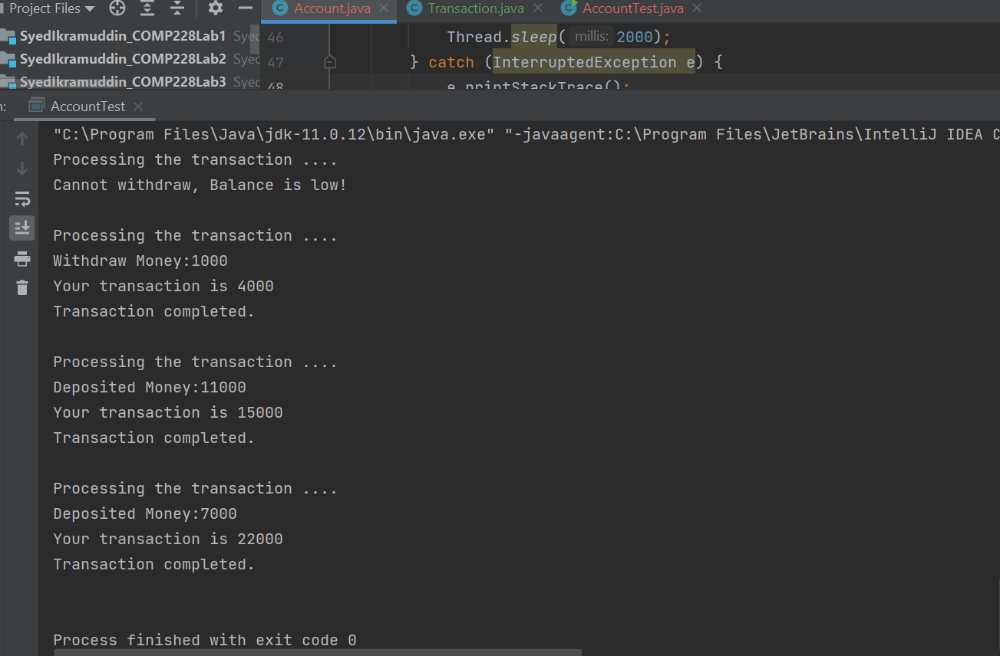 Project Files
Account.java
Transaction.java
AccountTest.java
SyedIkramuddin_COMP228Lab1 Syed
SyedIkramuddin_COMP228Lab2 Syed
SyedIkramuddin_COMP228Lab3 Syed
46 Thread.sleep( millis: 2000);
47 } catch (InterruptedException e) {
48 e.printStackTrace();
AccountTest
"C:\Program Files\Java\jdk-11.0.12\bin\java.exe" "-javaagent:C:\Program Files\JetBrains\IntelliJ IDEA C
Processing the transaction ....
Cannot withdraw, Balance is low!
Processing the transaction ....
Withdraw Money:1000
Your transaction is 4000
Transaction completed.
Processing the transaction ....
Deposited Money:11000
Your transaction is 15000
Transaction completed.
Processing the transaction ....
Deposited Money:7000
Your transaction is 22000
Transaction completed.
Process finished with exit code 0